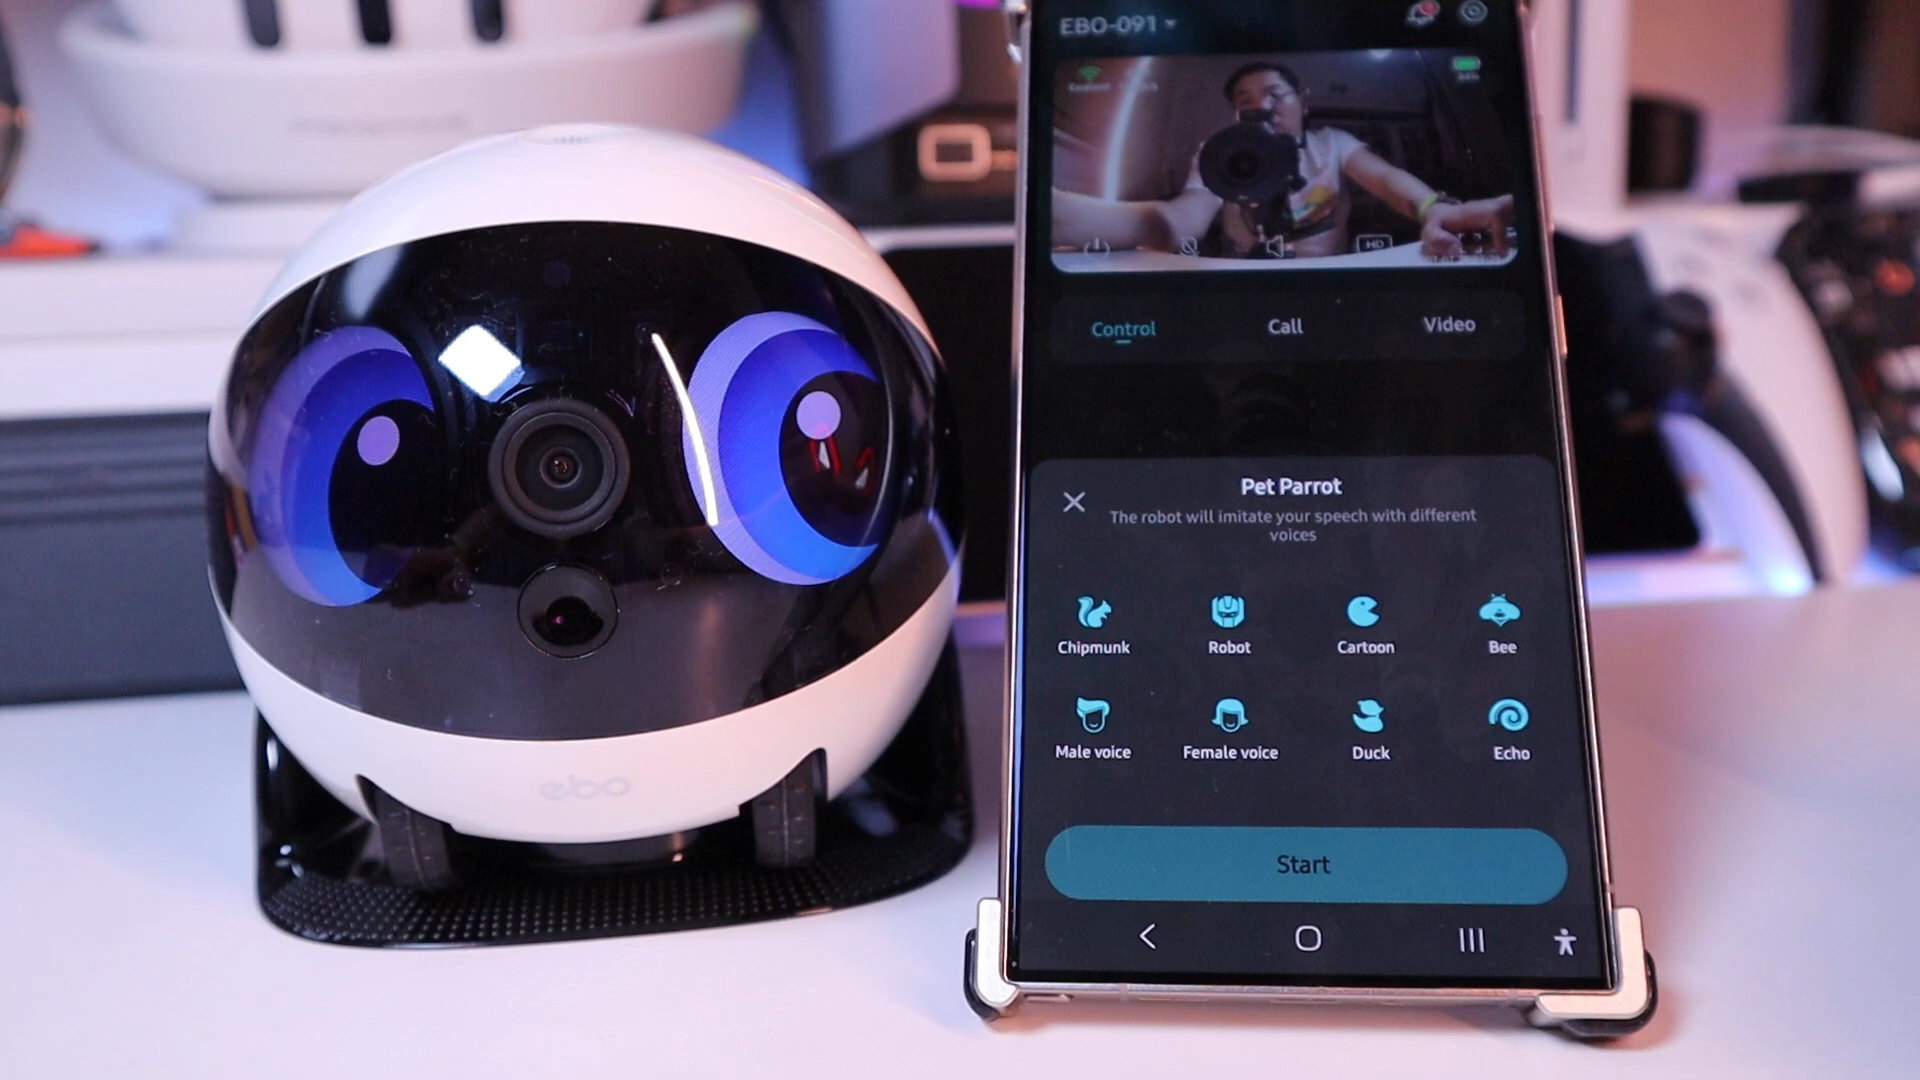 EBO-091
HD
Control
Call
Video
Pet Parrot
The robot will imitate your speech with different
voices
Chipmunk
Robot
Cartoon
Bee
Male voice
Female voice
Duck
Echo
Start
ebo